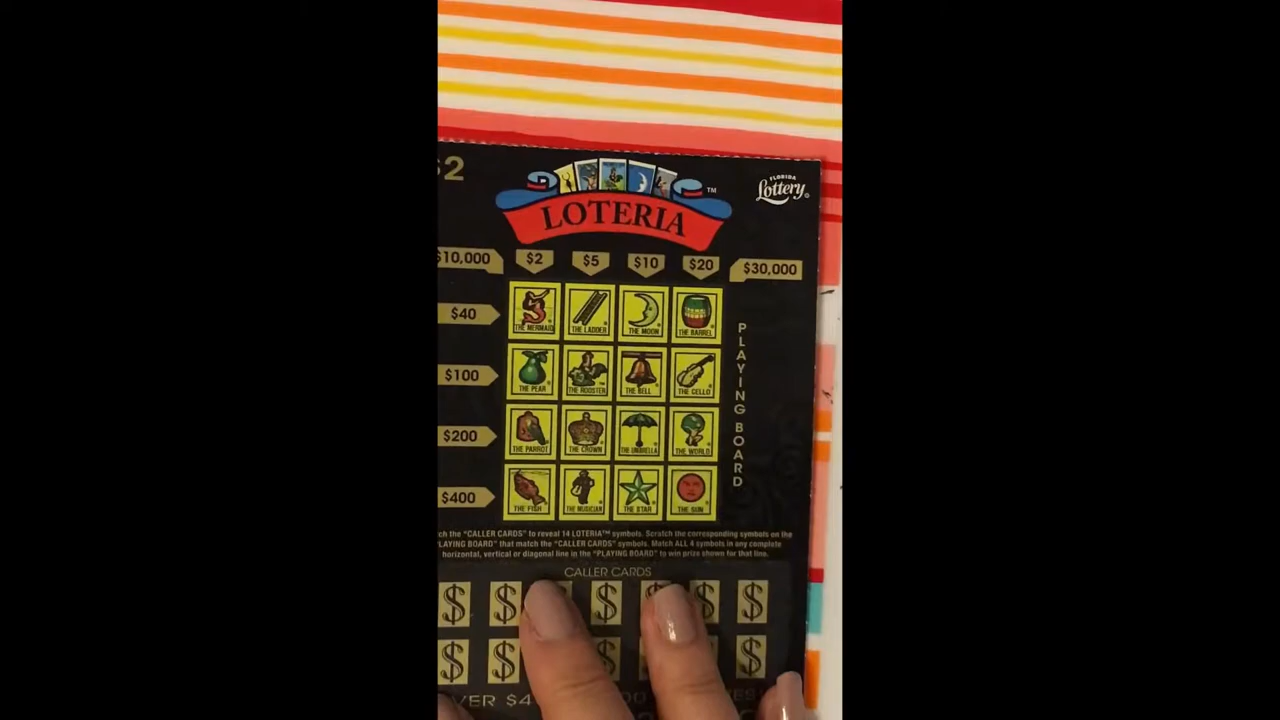 $2
FLORIDA
Lottery
LOTERIA™
$10,000 $2 $5 $10 $20 $30,000
$40
THE MERMAID THE LADDER THE MOON THE BARREL
$100
THE PEAR THE ROOSTER THE BELL THE CELLO
$200
THE PARROT THE CROWN THE UMBRELLA THE WORLD
$400
THE FISH THE MUSICIAN THE STAR THE SUN
PLAYING BOARD
ch the "CALLER CARDS" to reveal 14 LOTERIA™ symbols. Scratch the corresponding symbols on the
PLAYING BOARD" that match the "CALLER CARDS" symbols. Match ALL 4 symbols in any complete
horizontal, vertical or diagonal line in the "PLAYING BOARD" to win prize shown for that line.
CALLER CARDS
$ $ $ $ $ $
$ $ $ $
VER $4